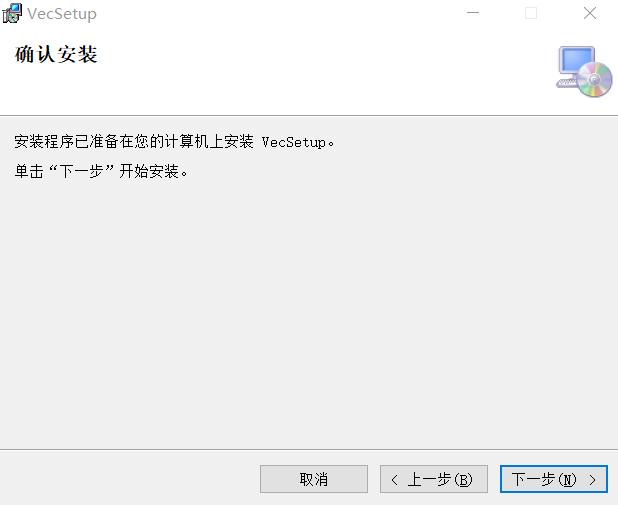 VecSetup
确认安装
安装程序已准备在您的计算机上安装 VecSetup。
单击“下一步”开始安装。
取消
< 上一步(B)
下一步(N) >